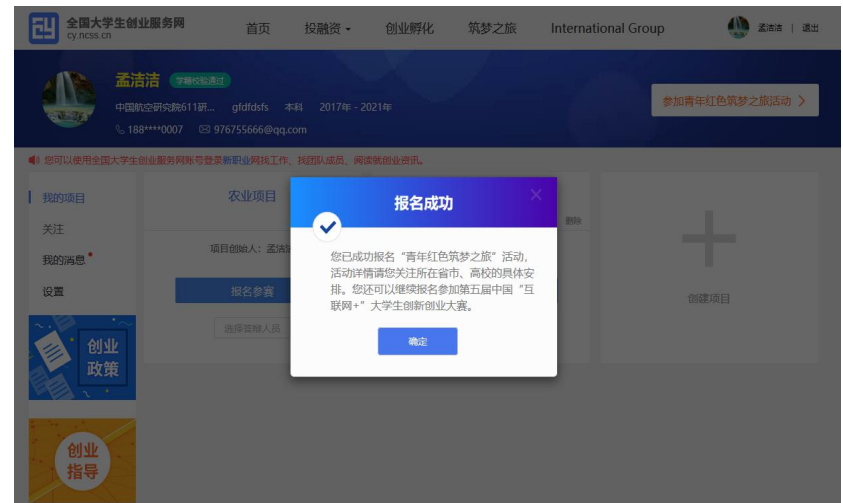 全国大学生创业服务网
cy.ncss.cn
首页 投融资 创业孵化 筑梦之旅 International Group 孟洁洁 | 退出
孟洁洁 学籍校验通过
中国航空研究院611研... gfdfdsfs 本科 2017年-2021年
188****0007 976755666@qq.com
参加青年红色筑梦之旅活动 >
您可以使用全国大学生创业服务网账号登录新职业网找工作、找团队成员、阅读就创业资讯。
我的项目
关注
我的消息
设置
创业
政策
创业
指导
农业项目
项目创始人：孟洁
报名参赛
选择答辩人员
删除
创建项目
报名成功
您已成功报名“青年红色筑梦之旅”活动，
活动详情请您关注所在省市、高校的具体安
排。您还可以继续报名参加第五届中国“互
联网+”大学生创新创业大赛。
确定